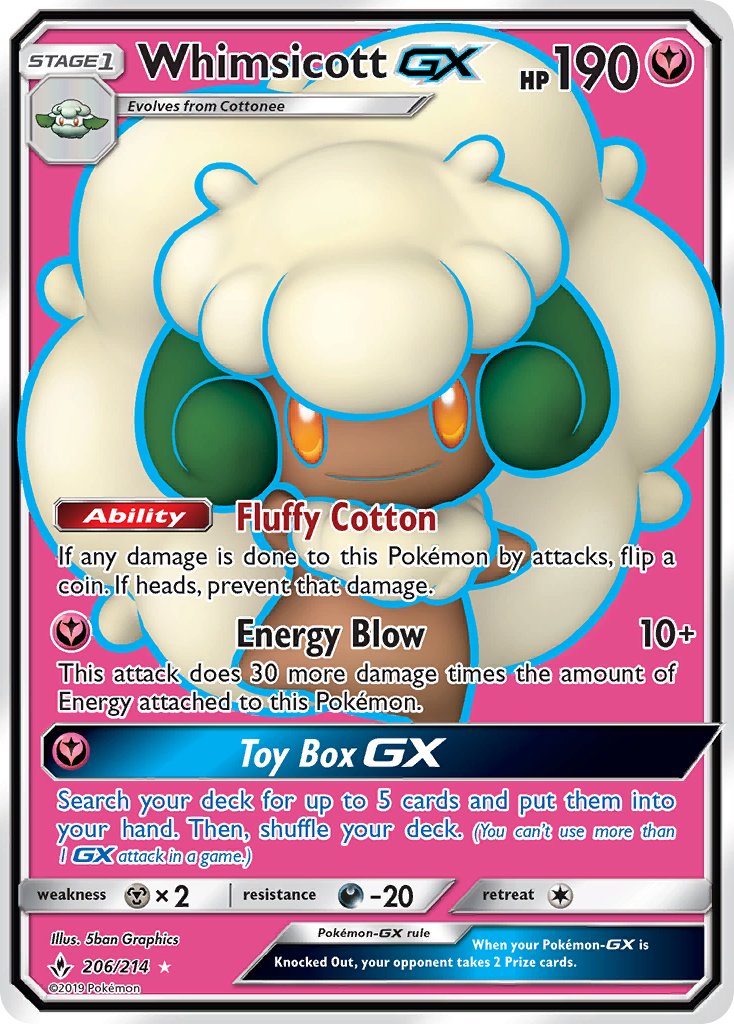 STAGE1 Whimsicott GX HP190
Evolves from Cottonee
Ability Fluffy Cotton
If any damage is done to this Pokémon by attacks, flip a
coin. If heads, prevent that damage.
Energy Blow 10+
This attack does 30 more damage times the amount of
Energy attached to this Pokémon.
Toy Box GX
Search your deck for up to 5 cards and put them into
your hand. Then, shuffle your deck. (You can't use more than
1 GX attack in a game.)
weakness ×2 resistance -20 retreat
Illus. 5ban Graphics
206/214
©2019 Pokémon
Pokémon-GX rule
When your Pokémon-GX is
Knocked Out, your opponent takes 2 Prize cards.